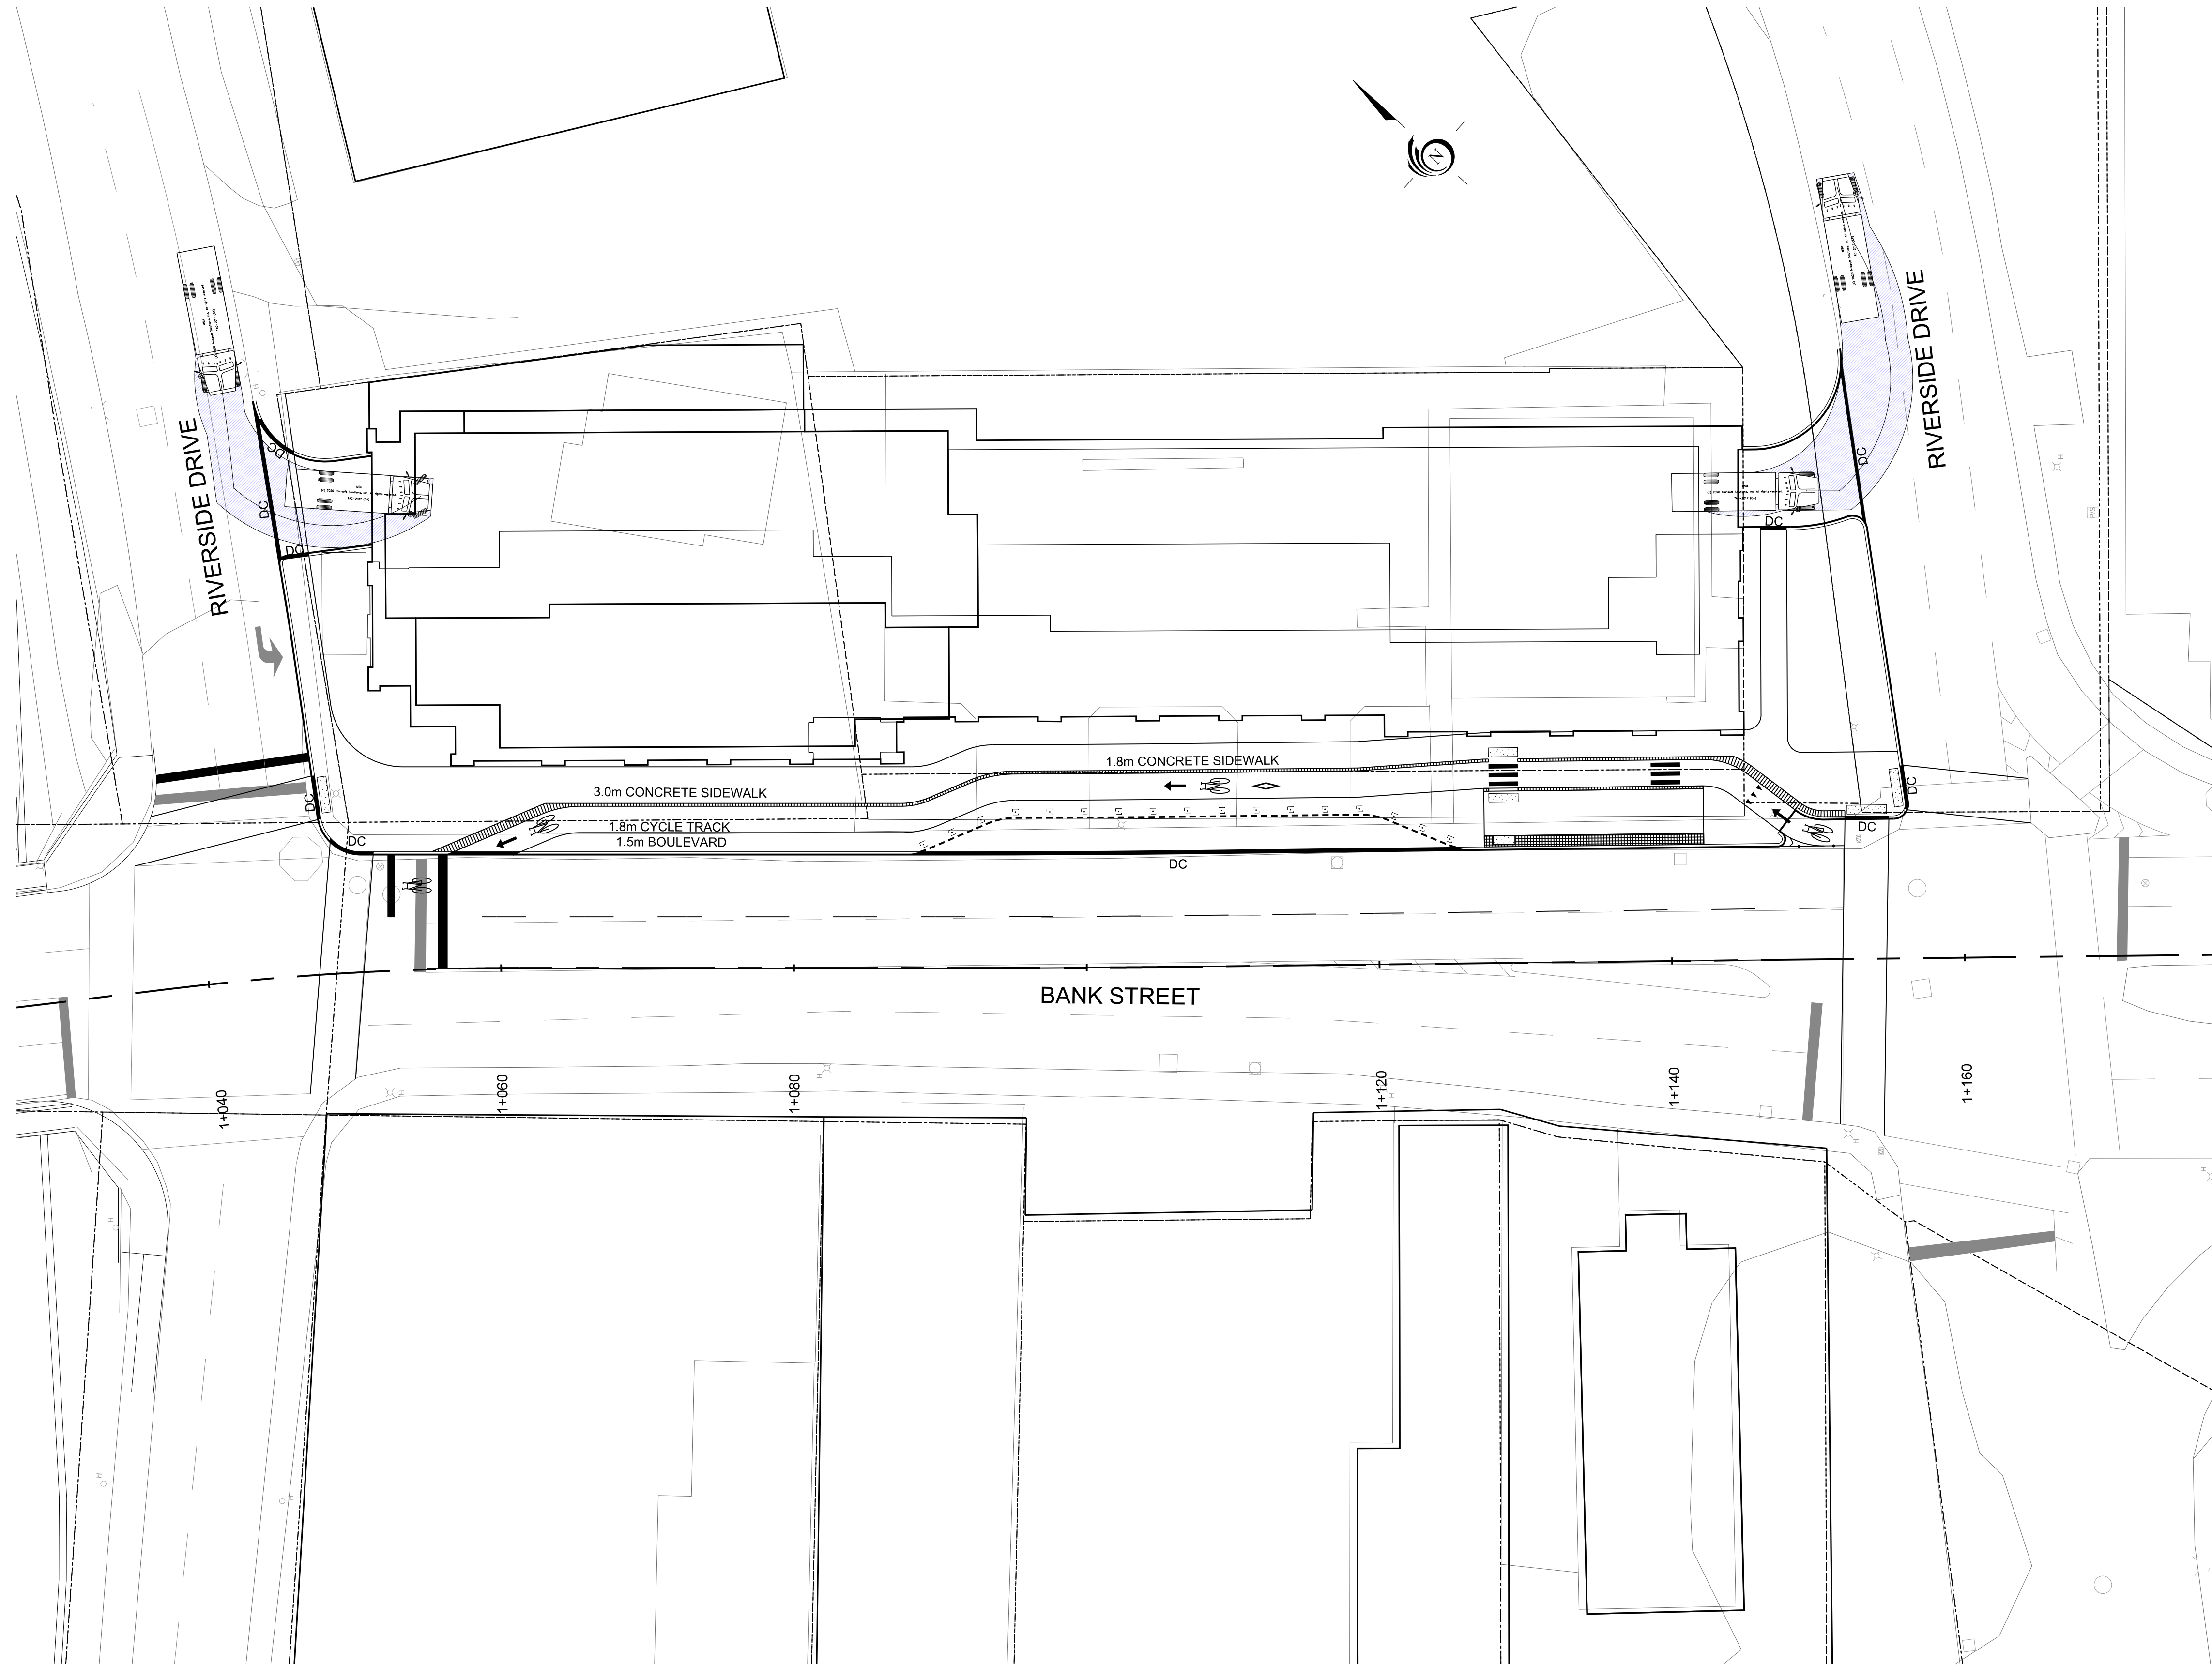 N
RIVERSIDE DRIVE
RIVERSIDE DRIVE
DC
DC
DC
DC
DC
1.8m CONCRETE SIDEWALK
3.0m CONCRETE SIDEWALK
DC
DC
1.8m CYCLE TRACK
DC
DC
1.5m BOULEVARD
DC
BANK STREET
1+040
1+060
1+080
1+120
1+140
1+160